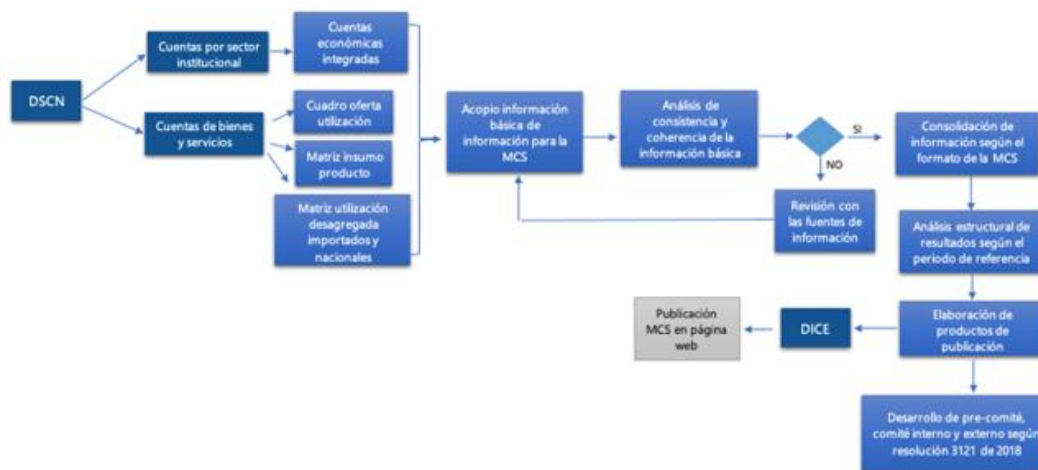 DSCN
Cuentas por sector
institucional
Cuentas de bienes
y servicios
Cuentas
económicas
integradas
Cuadro oferta
utilización
Matriz insumo
producto
Matriz utilización
desagregada
importados y
nacionales
Acopio información
básica de
información para la
MCS
Análisis de
consistencia y
coherencia de la
información básica
SI
NO
Revisión con
las fuentes de
información
Consolidación de
información según el
formato de la MCS
Análisis estructural de
resultados según el
periodo de referencia
Elaboración de
productos de
publicación
DICE
Publicación
MCS en página
web
Desarrollo de pre-comité,
comité interno y externo según
resolución 3121 de 2018